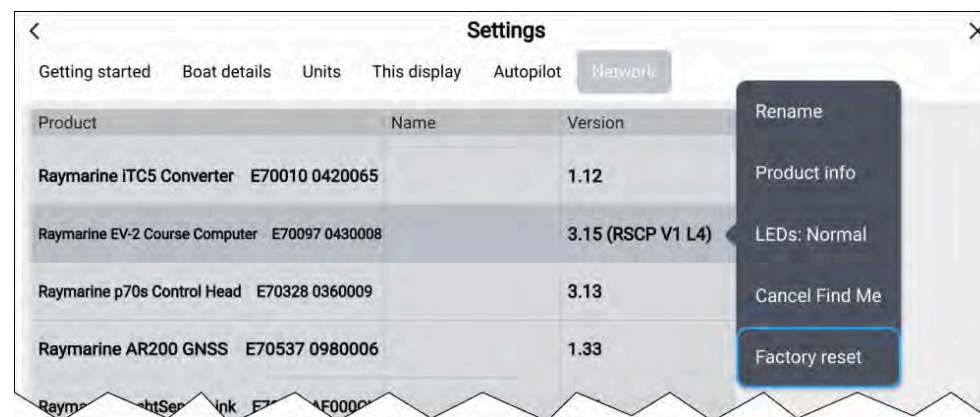 Settings
Getting started Boat details Units This display Autopilot Network
Product Name Version
Rename
Raymarine iTC5 Converter E70010 0420065 1.12
Product info
Raymarine EV-2 Course Computer E70097 0430008 3.15 (RSCP V1 L4)
LEDs: Normal
Raymarine p70s Control Head E70328 0360009 3.13
Cancel Find Me
Raymarine AR200 GNSS E70537 0980006 1.33
Factory reset